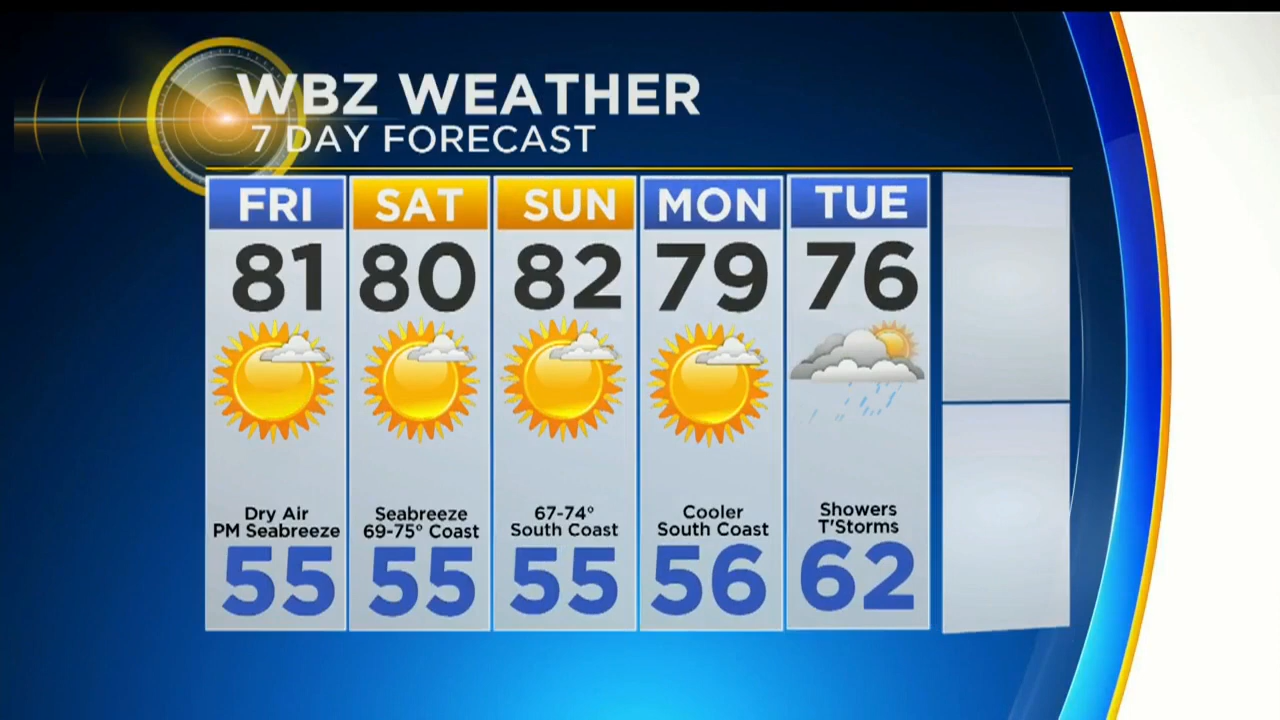 WBZ WEATHER
7 DAY FORECAST
FRI SAT SUN MON TUE
81 80 82 79 76
Dry Air
PM Seabreeze
Seabreeze
69-75° Coast
67-74°
South Coast
Cooler
South Coast
Showers
T'Storms
55 55 55 56 62